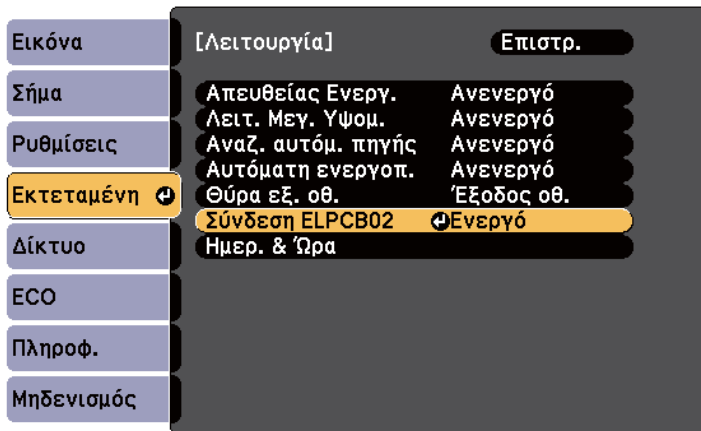 Εικόνα
Σήμα
Ρυθμίσεις
Εκτεταμένη
Δίκτυο
ECO
Πληροφ.
Μηδενισμός
[Λειτουργία] Επιστρ.
Απευθείας Ενεργ. Ανενεργό
Λειτ. Μεγ. Υψομ. Ανενεργό
Αναζ. αυτόμ. πηγής Ανενεργό
Αυτόματη ενεργοπ. Ανενεργό
Θύρα εξ. οθ. Έξοδος οθ.
Σύνδεση ELPCB02 Ενεργό
Ημερ. & Ώρα